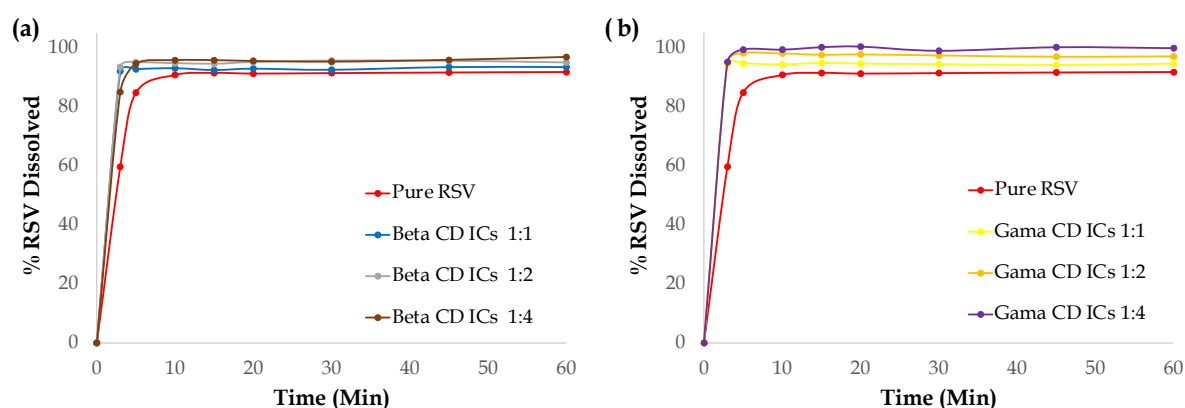 (a)
% RSV Dissolved
100
80
60
40
20
0
0 10 20 30 40 50 60
Time (Min)
Pure RSV
Beta CD ICs 1:1
Beta CD ICs 1:2
Beta CD ICs 1:4
( b)
% RSV Dissolved
100
80
60
40
20
0
0 10 20 30 40 50 60
Time (Min)
Pure RSV
Gama CD ICs 1:1
Gama CD ICs 1:2
Gama CD ICs 1:4